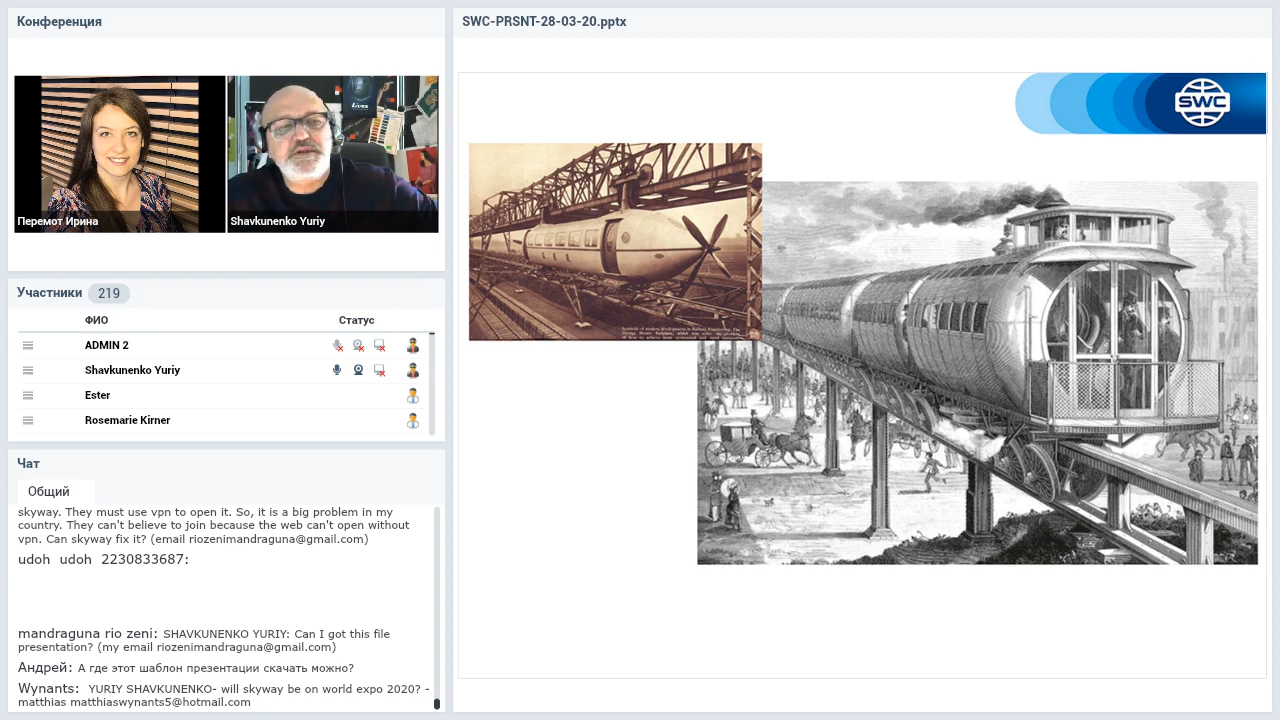 Конференция
Перемот Ирина
Shavkunenko Yuriy
Участники 219
ФИО Статус
ADMIN 2
Shavkunenko Yuriy
Ester
Rosemarie Kirner
Чат
Общий
skyway. They must use vpn to open it. So, it is a big problem in my
country. They can't believe to join because the web can't open without
vpn. Can skyway fix it? (email riozenimandraguna@gmail.com)
udoh udoh 2230833687:
mandraguna rio zeni: SHAVKUNENKO YURIY: Can I got this file
presentation? (my email riozenimandraguna@gmail.com)
Андрей: А где этот шаблон презентации скачать можно?
Wynants: YURIY SHAVKUNENKO- will skyway be on world expo 2020? -
matthias matthiaswynants5@hotmail.com
SWC-PRSNT-28-03-20.pptx
SWC